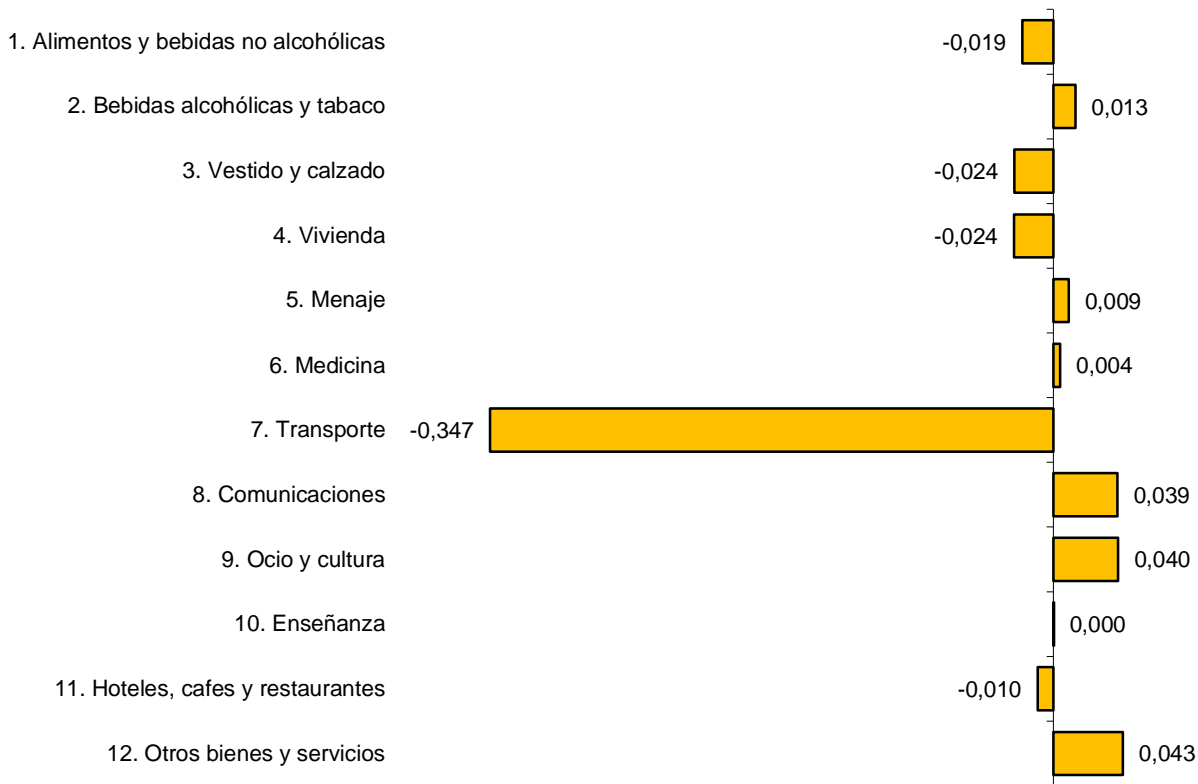 1. Alimentos y bebidas no alcohólicas -0,019
2. Bebidas alcohólicas y tabaco 0,013
3. Vestido y calzado -0,024
4. Vivienda -0,024
5. Menaje 0,009
6. Medicina 0,004
7. Transporte -0,347
8. Comunicaciones 0,039
9. Ocio y cultura 0,040
10. Enseñanza 0,000
11. Hoteles, cafes y restaurantes -0,010
12. Otros bienes y servicios 0,043